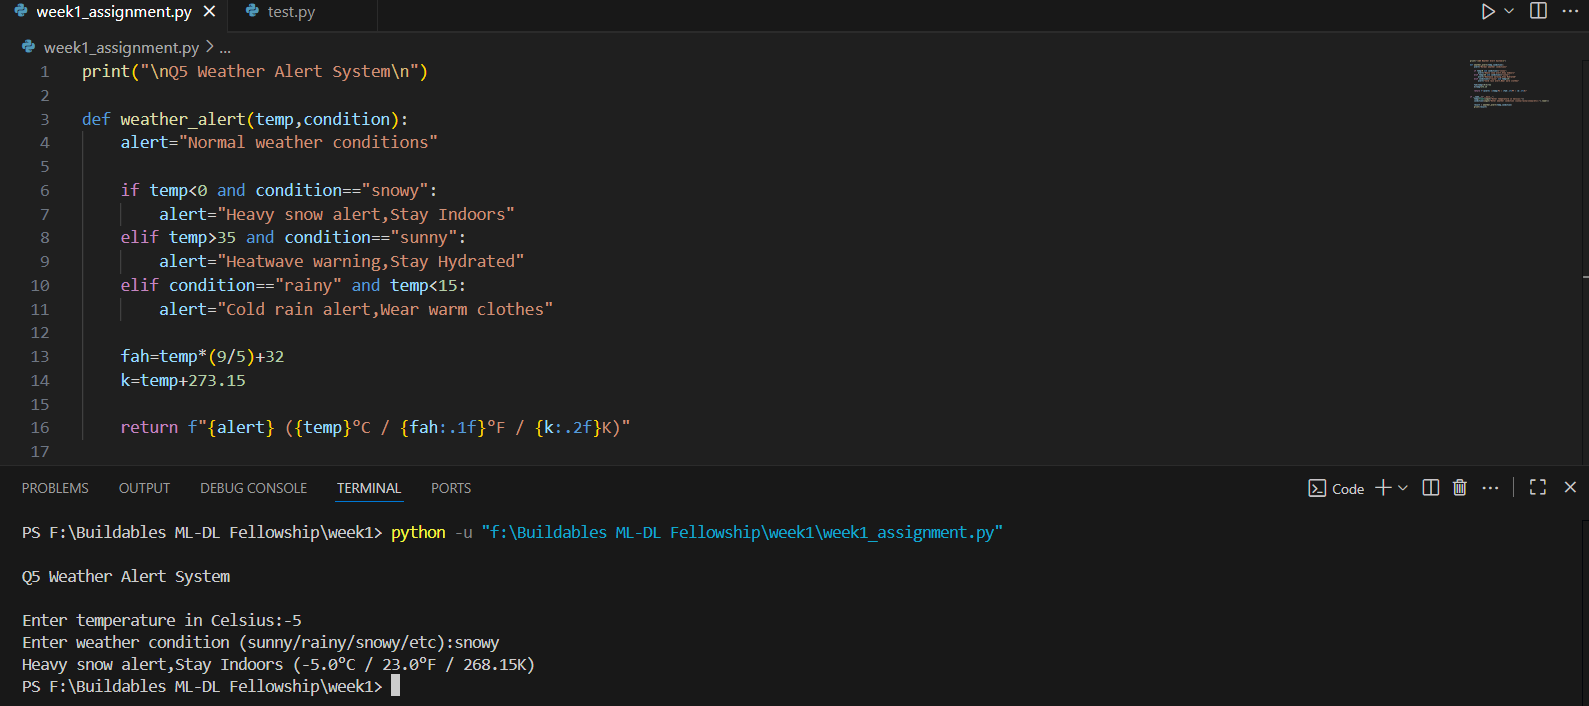 week1_assignment.py test.py
week1_assignment.py > ...
1 print("\nQ5 Weather Alert System\n")
2
3 def weather_alert(temp,condition):
4 alert="Normal weather conditions"
5
6 if temp<0 and condition=="snowy":
7 alert="Heavy snow alert,Stay Indoors"
8 elif temp>35 and condition=="sunny":
9 alert="Heatwave warning,Stay Hydrated"
10 elif condition=="rainy" and temp<15:
11 alert="Cold rain alert,Wear warm clothes"
12
13 fah=temp*(9/5)+32
14 k=temp+273.15
15
16 return f"{alert} ({temp}ºC / {fah:.1f}ºF / {k:.2f}K)"
17
PROBLEMS OUTPUT DEBUG CONSOLE TERMINAL PORTS Code
PS F:\Buildables ML-DL Fellowship\week1> python -u "f:\Buildables ML-DL Fellowship\week1\week1_assignment.py"
Q5 Weather Alert System
Enter temperature in Celsius:-5
Enter weather condition (sunny/rainy/snowy/etc):snowy
Heavy snow alert,Stay Indoors (-5.0ºC / 23.0ºF / 268.15K)
PS F:\Buildables ML-DL Fellowship\week1>